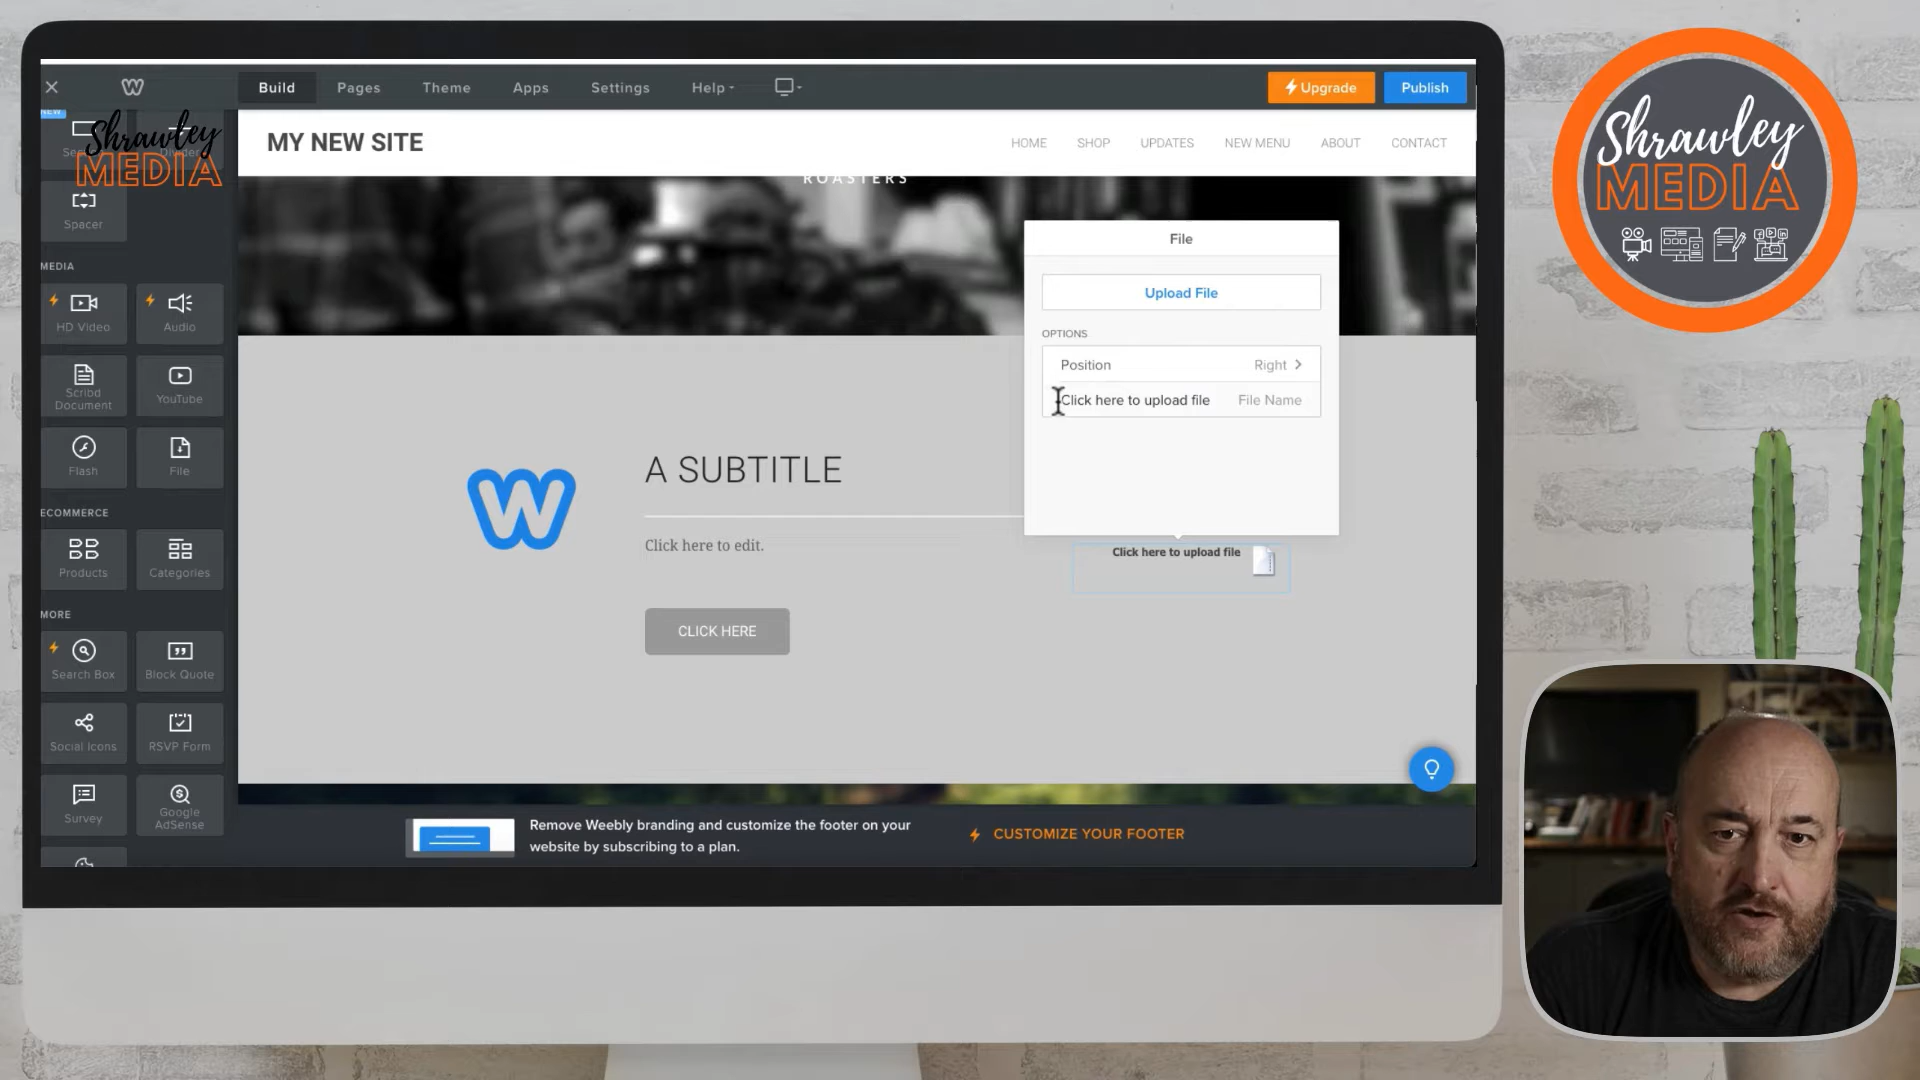 Build
Pages
Theme
Apps
Settings
Help
Upgrade
Publish
NEW
Shrawley
MEDIA
Spacer
MEDIA
HD Video
Audio
Scribd
Document
YouTube
Flash
File
ECOMMERCE
Products
Categories
MORE
Search Box
Block Quote
Social Icons
RSVP Form
Survey
Google
AdSense
MY NEW SITE
HOME
SHOP
UPDATES
NEW MENU
ABOUT
CONTACT
ROASTERS
File
Upload File
OPTIONS
Position
Right
Click here to upload file
File Name
A SUBTITLE
Click here to edit.
CLICK HERE
Click here to upload file
Remove Weebly branding and customize the footer on your
website by subscribing to a plan.
CUSTOMIZE YOUR FOOTER
Shrawley
MEDIA